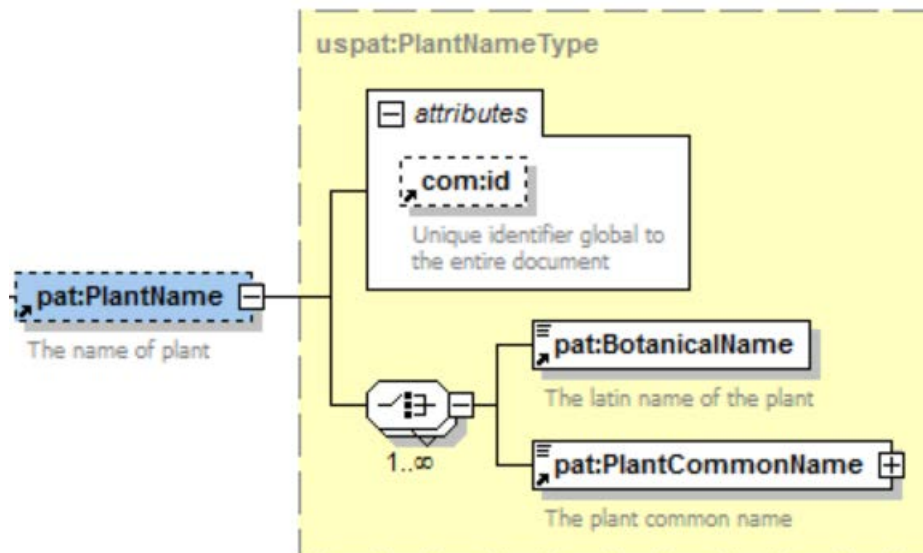 uspat:PlantNameType
attributes
com:id
Unique identifier global to
the entire document
pat:PlantName
The name of plant
pat:BotanicalName
The latin name of the plant
1..∞
pat:PlantCommonName
The plant common name